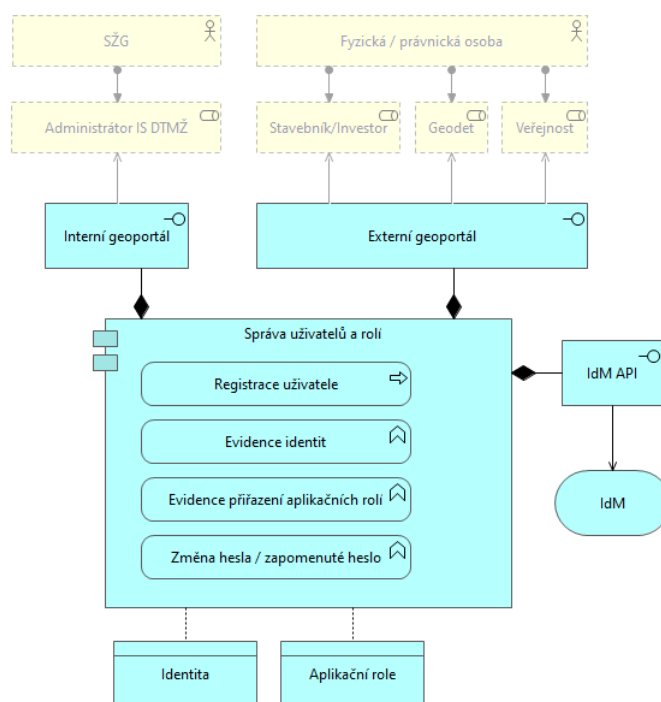 SŽG
Fyzická / právnická osoba
Administrátor IS DTMŽ
Stavebník/Investor
Geodet
Veřejnost
Interní geoportál
Externí geoportál
Správa uživatelů a rolí
Registrace uživatele
IdM API
Evidence identit
Evidence přiřazení aplikačních rolí
IdM
Změna hesla / zapomenuté heslo
Identita
Aplikační role